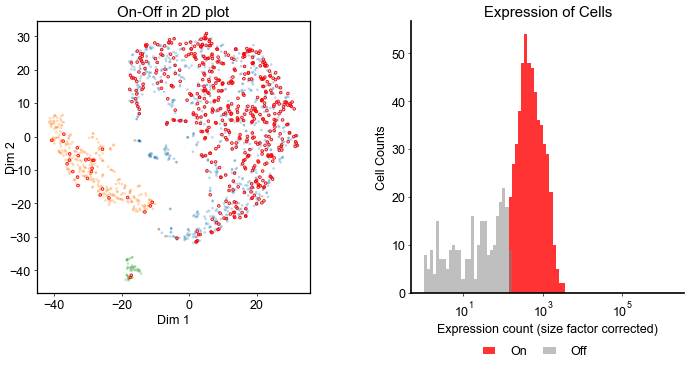 On-Off in 2D plot
30
20
10
0
−10
−20
−30
−40
Dim 2
−40
−20
0
20
Dim 1
Expression of Cells
50
40
30
20
10
0
Cell Counts
10^1
10^3
10^5
Expression count (size factor corrected)
On
Off